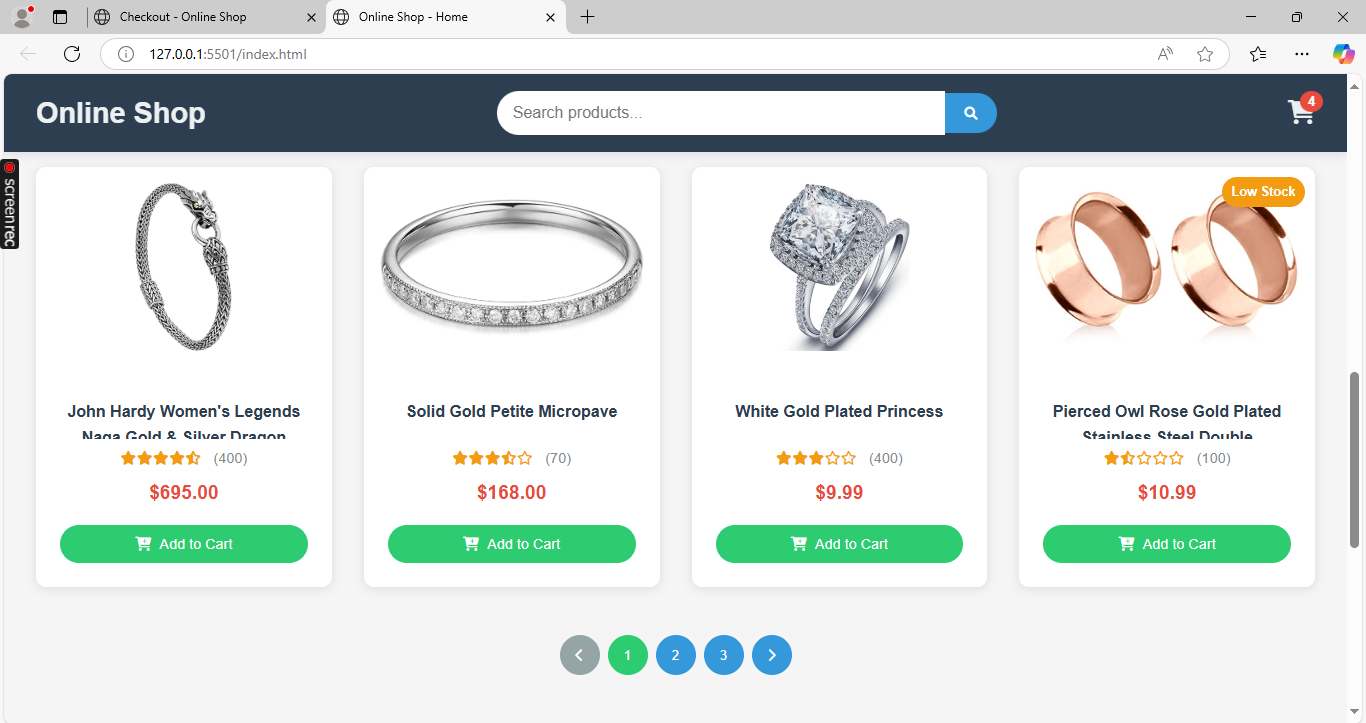 Checkout - Online Shop
Online Shop - Home
127.0.0.1:5501/index.html
Online Shop
Search products...
4
screenrec
Low Stock
John Hardy Women's Legends
Naga Gold & Silver Dragon
(400)
$695.00
Add to Cart
Solid Gold Petite Micropave
(70)
$168.00
Add to Cart
White Gold Plated Princess
(400)
$9.99
Add to Cart
Pierced Owl Rose Gold Plated
Stainless Steel Double
(100)
$10.99
Add to Cart
1
2
3